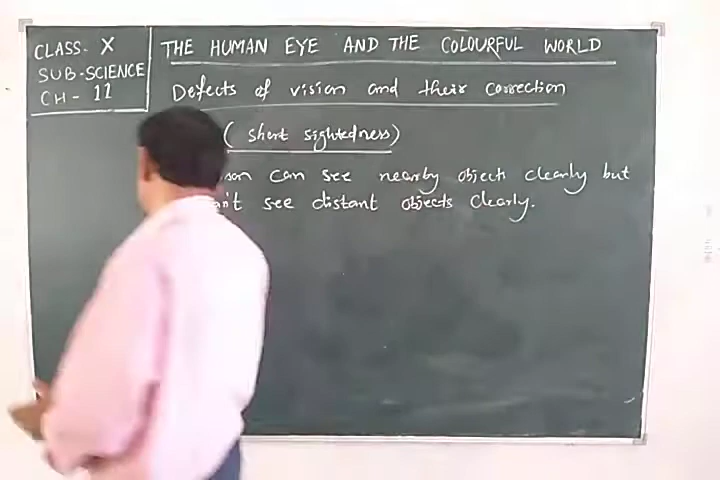 CLASS- X
SUB-SCIENCE
CH- 11
THE HUMAN EYE AND THE COLOURFUL WORLD
Defects of vision and their correction
(short sightedness)
can see nearby object clearly but
see distant objects clearly.